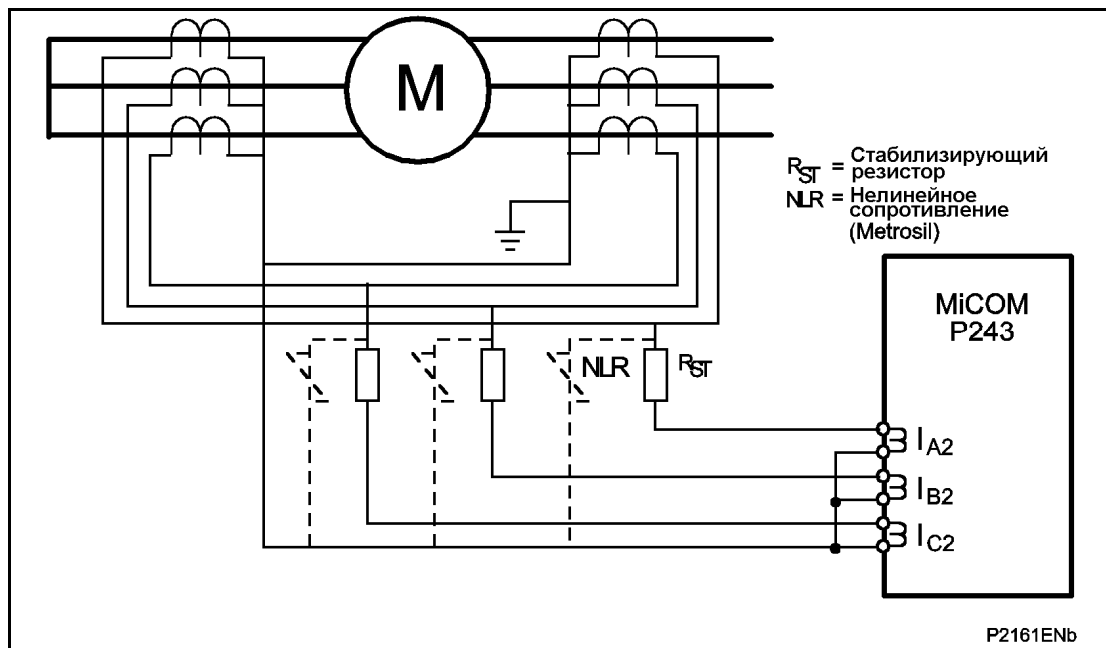 M
R_ST = Стабилизирующий
резистор
NLR = Нелинейное
сопротивление
(Metrosil)
MiCOM
P243
NLR
R_ST
I_A2
I_B2
I_C2
P2161ENb